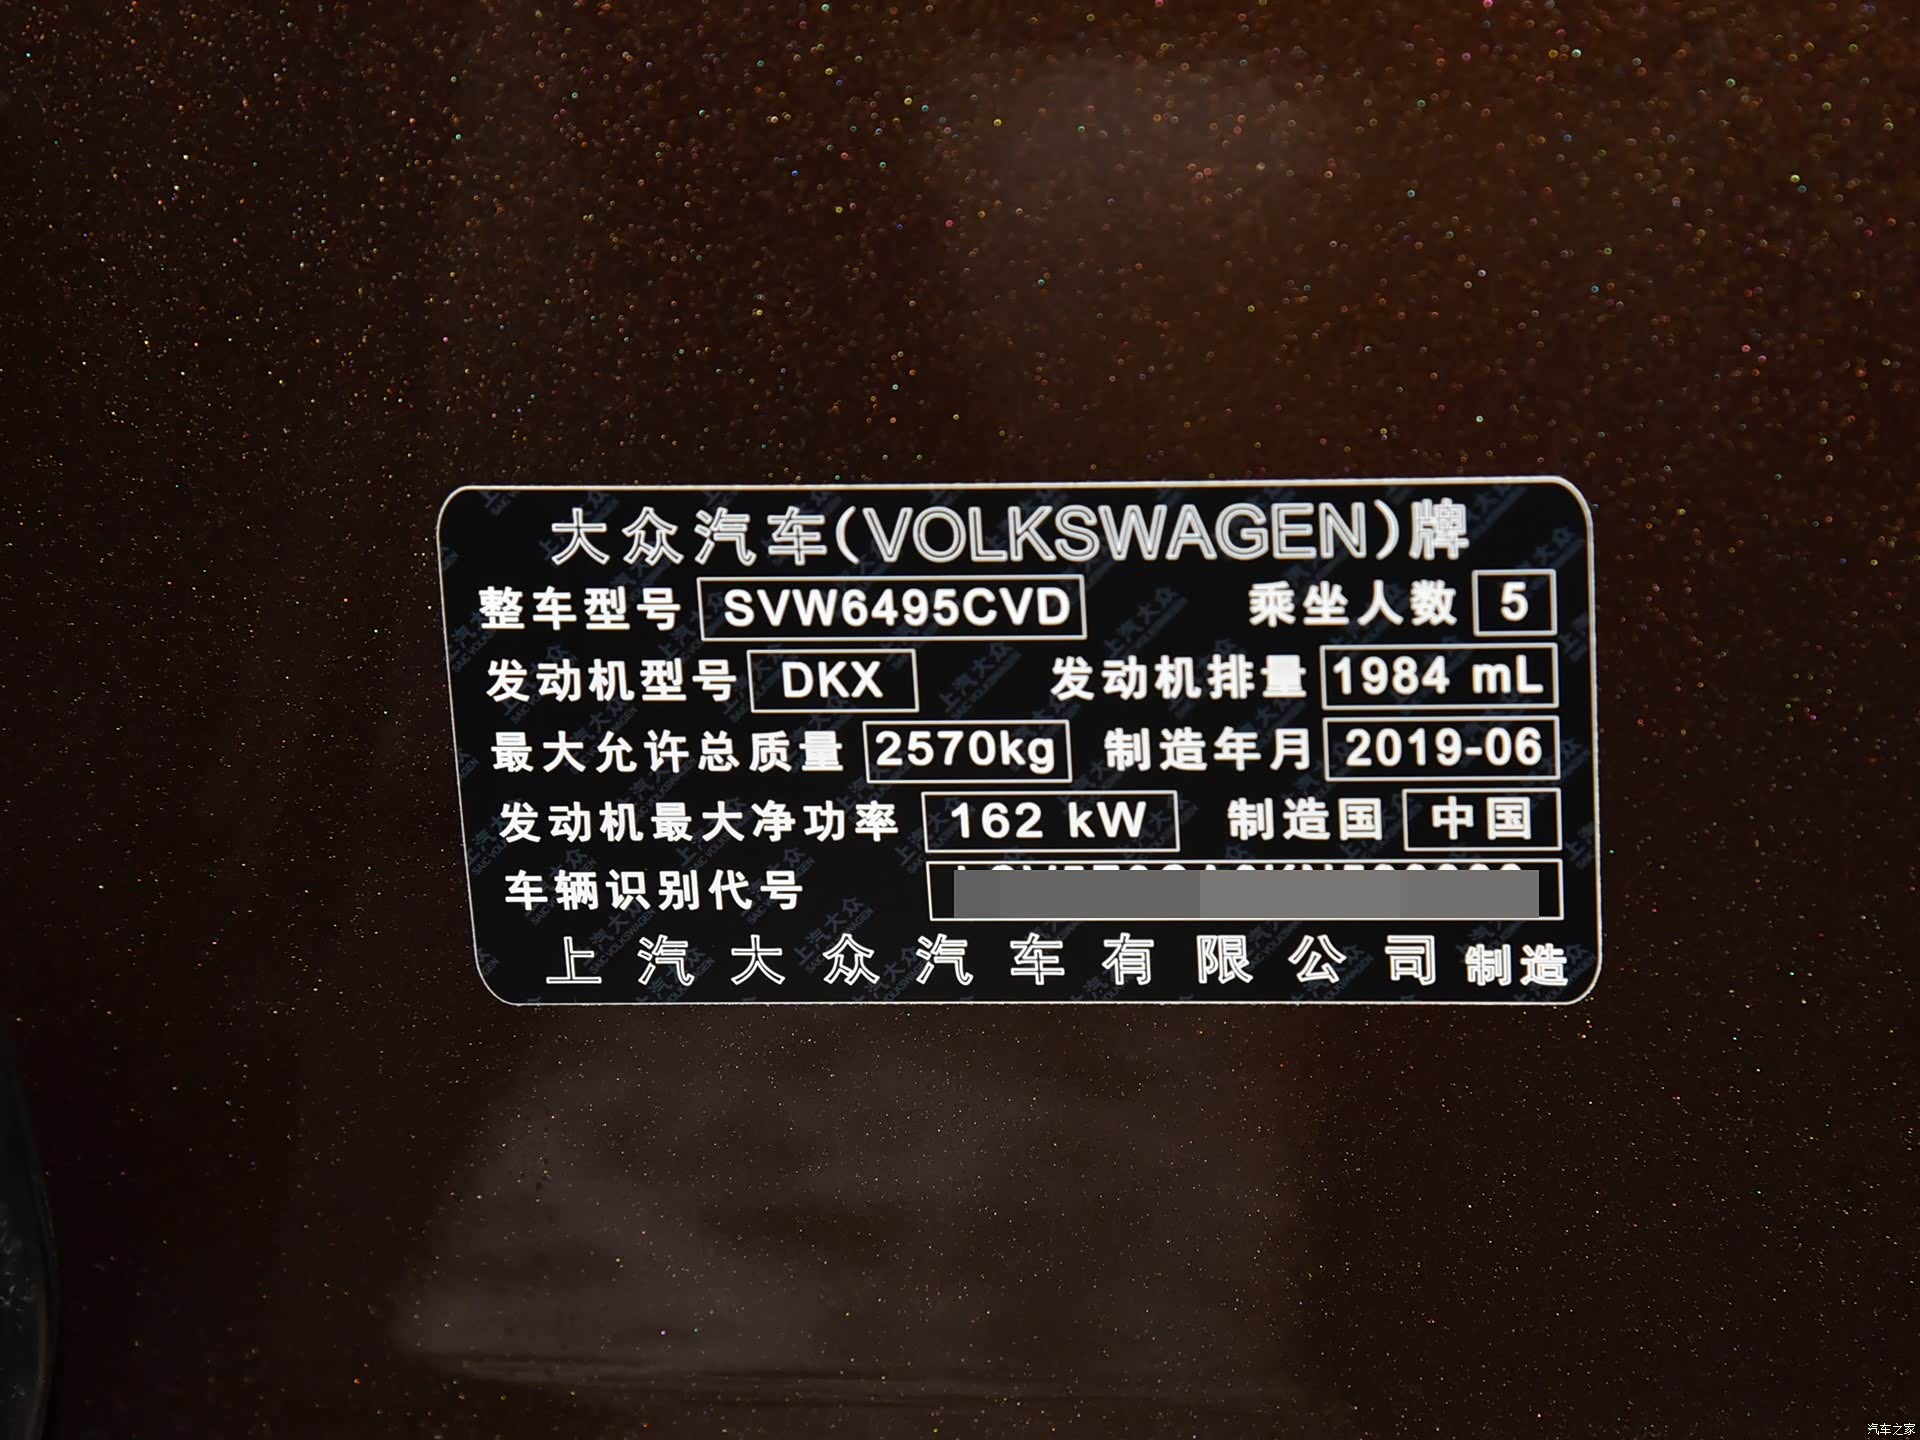 大众汽车(VOLKSWAGEN)牌
整车型号 SVW6495CVD 乘坐人数 5
发动机型号 DKX 发动机排量 1984 mL
最大允许总质量 2570kg 制造年月 2019-06
发动机最大净功率 162 kW 制造国 中国
车辆识别代号
上汽大众汽车有限公司 制造
汽车之家